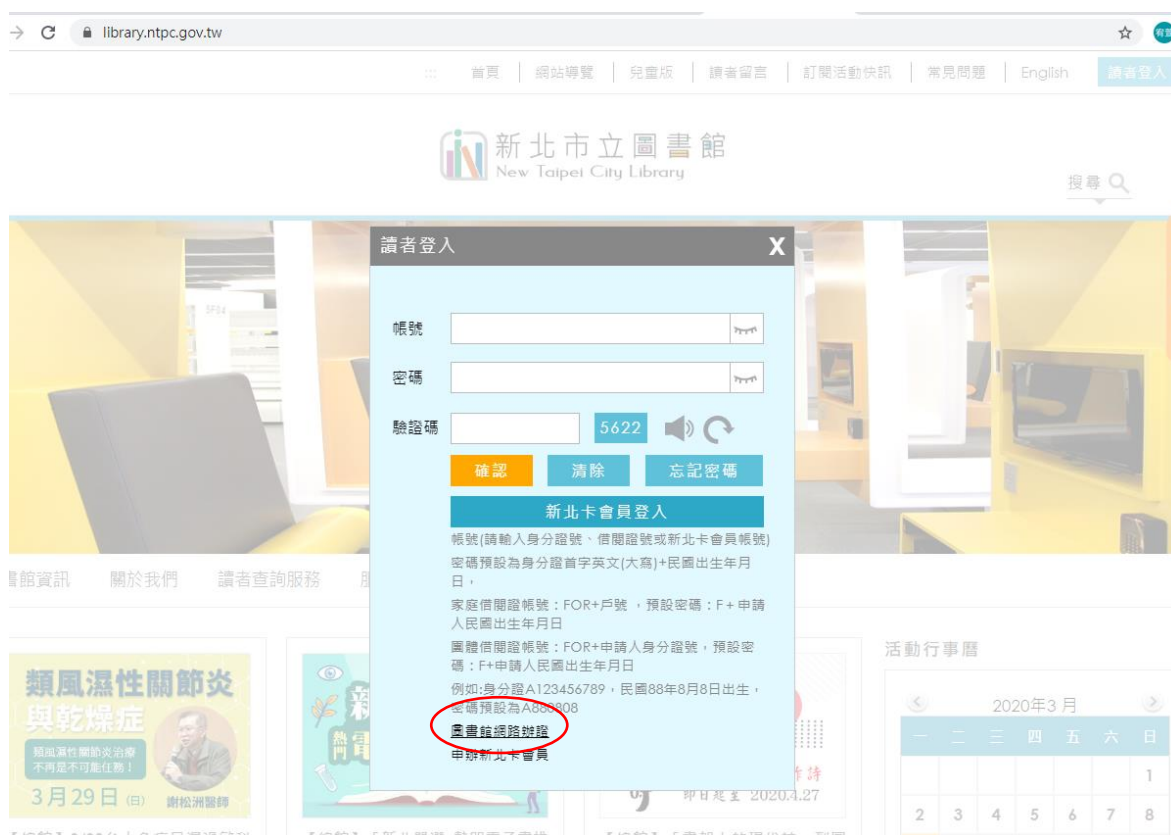 library.ntpc.gov.tw
首頁 網站導覽 兒童版 讀者留言 訂閱活動快訊 常見問題 English 讀者登入
新北市立圖書館
New Taipei City Library
搜尋
讀者登入 X
帳號
密碼
驗證碼 5622
確認 清除 忘記密碼
新北卡會員登入
帳號(請輸入身分證號、借閱證號或新北卡會員帳號)
密碼預設為身分證首字英文(大寫)+民國出生年月
日，
家庭借閱證帳號：FOR+戶號 ，預設密碼：F+申請
人民國出生年月日
團體借閱證帳號：FOR+申請人身分證號，預設密
碼：F+申請人民國出生年月日
例如:身分證A123456789，民國88年8月8日出生，
密碼預設為A880808
圖書館網路辦證
申辦新北卡會員
書館資訊 關於我們 讀者查詢服務
類風濕性關節炎
與乾燥症
類風濕性關節炎治療
不再是不可能任務！
3月29日(日) 謝松洲醫師
新
熱門電
作詩
即日起至 2020.4.27
活動行事曆
2020年3月
一 二 三 四 五 六 日
1
2 3 4 5 6 7 8